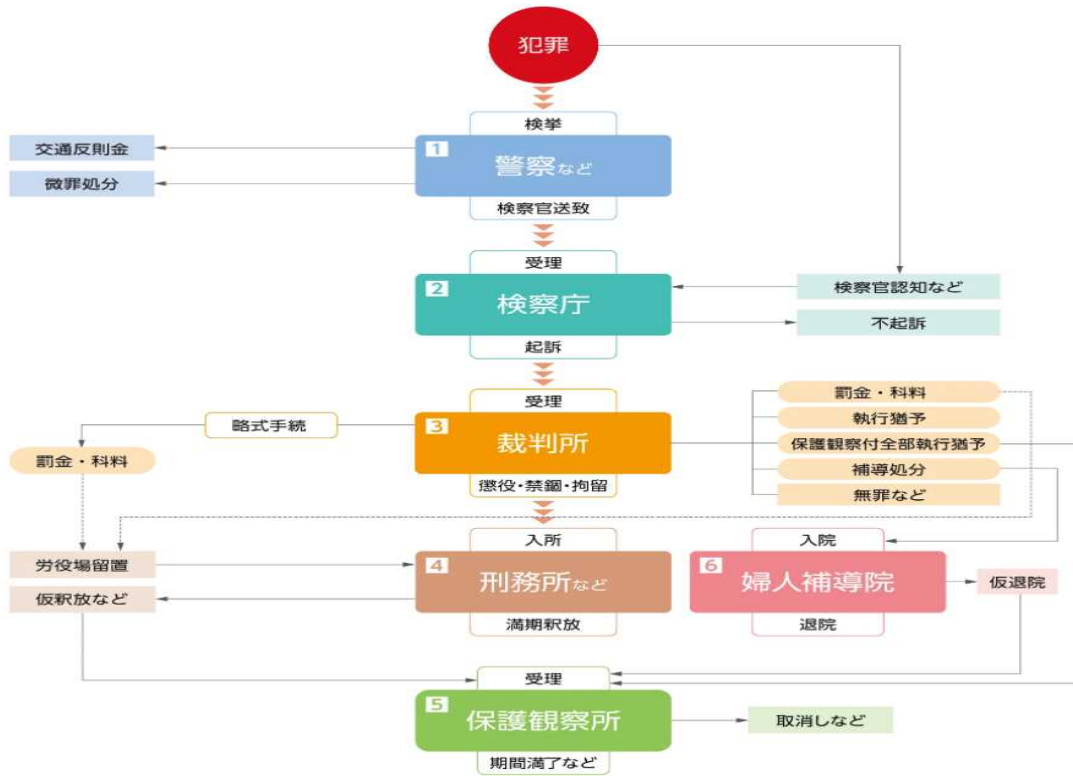 犯罪
検挙
1 警察など
交通反則金
微罪処分
検察官送致
受理
2 検察庁
検察官認知など
不起訴
起訴
受理
3 裁判所
略式手続
罰金・科料
罰金・科料
執行猶予
保護観察付全部執行猶予
補導処分
無罪など
懲役・禁錮・拘留
入所
4 刑務所など
労役場留置
仮釈放など
満期釈放
入院
6 婦人補導院
仮退院
退院
受理
5 保護観察所
取消しなど
期間満了など